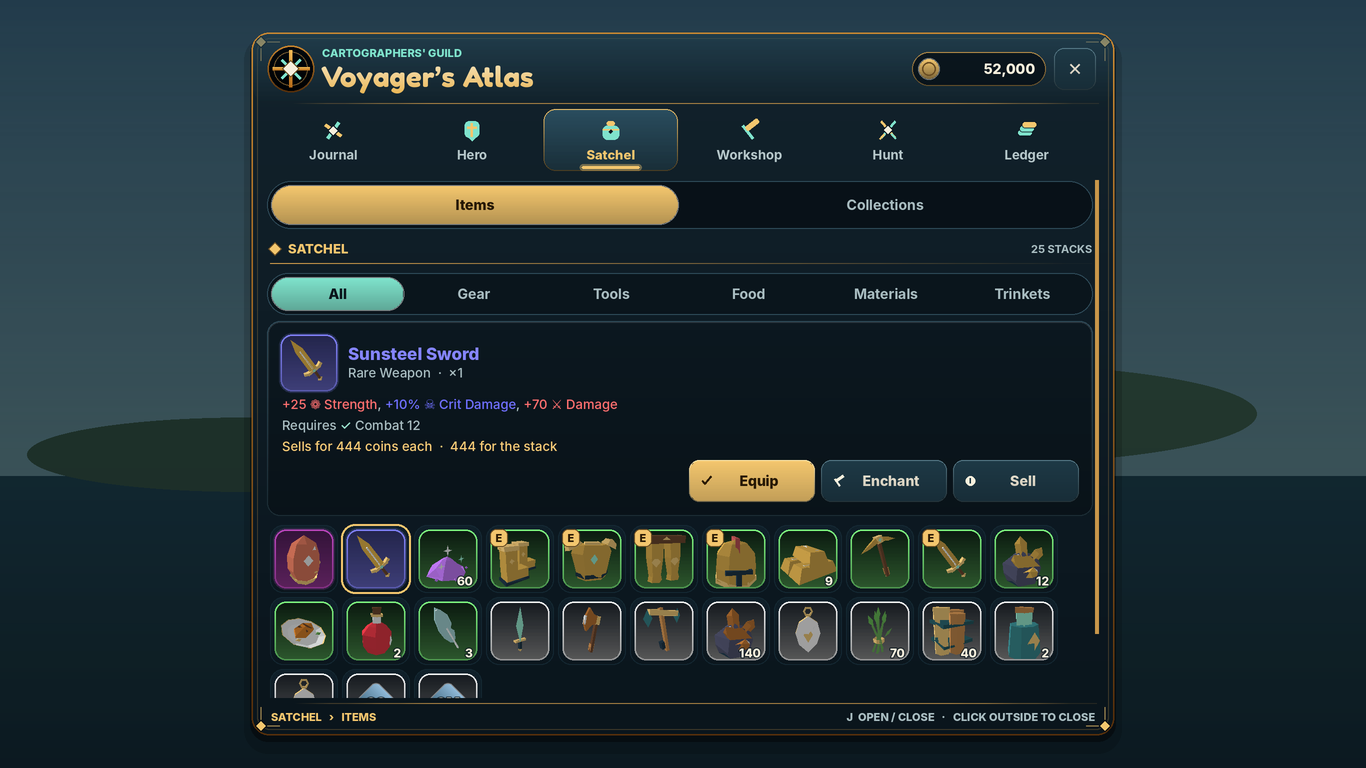 CARTOGRAPHERS' GUILD
Voyager's Atlas
52,000
Journal
Hero
Satchel
Workshop
Hunt
Ledger
Items
Collections
SATCHEL
25 STACKS
All
Gear
Tools
Food
Materials
Trinkets
Sunsteel Sword
Rare Weapon · ×1
+25 Strength, +10% Crit Damage, +70 Damage
Requires ✓ Combat 12
Sells for 444 coins each · 444 for the stack
Equip
Enchant
Sell
E
E
E
E
E
60
9
12
2
3
140
70
40
2
SATCHEL › ITEMS
J OPEN / CLOSE · CLICK OUTSIDE TO CLOSE